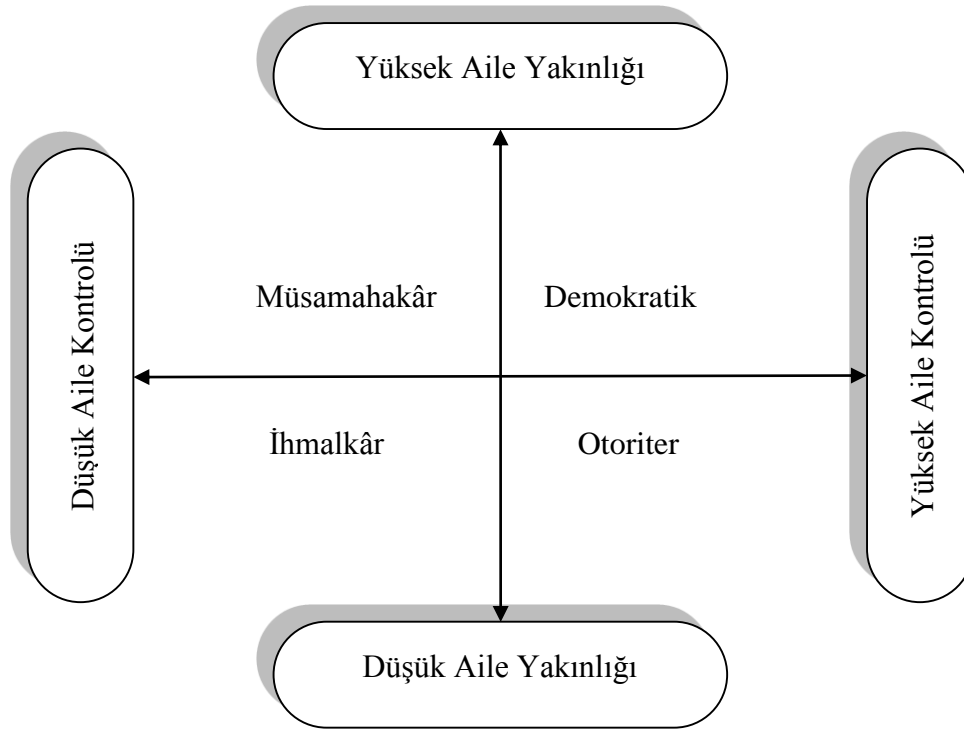 Yüksek Aile Yakınlığı
Düşük Aile Kontrolü
Müsamahakâr
Demokratik
Yüksek Aile Kontrolü
İhmalkâr
Otoriter
Düşük Aile Yakınlığı